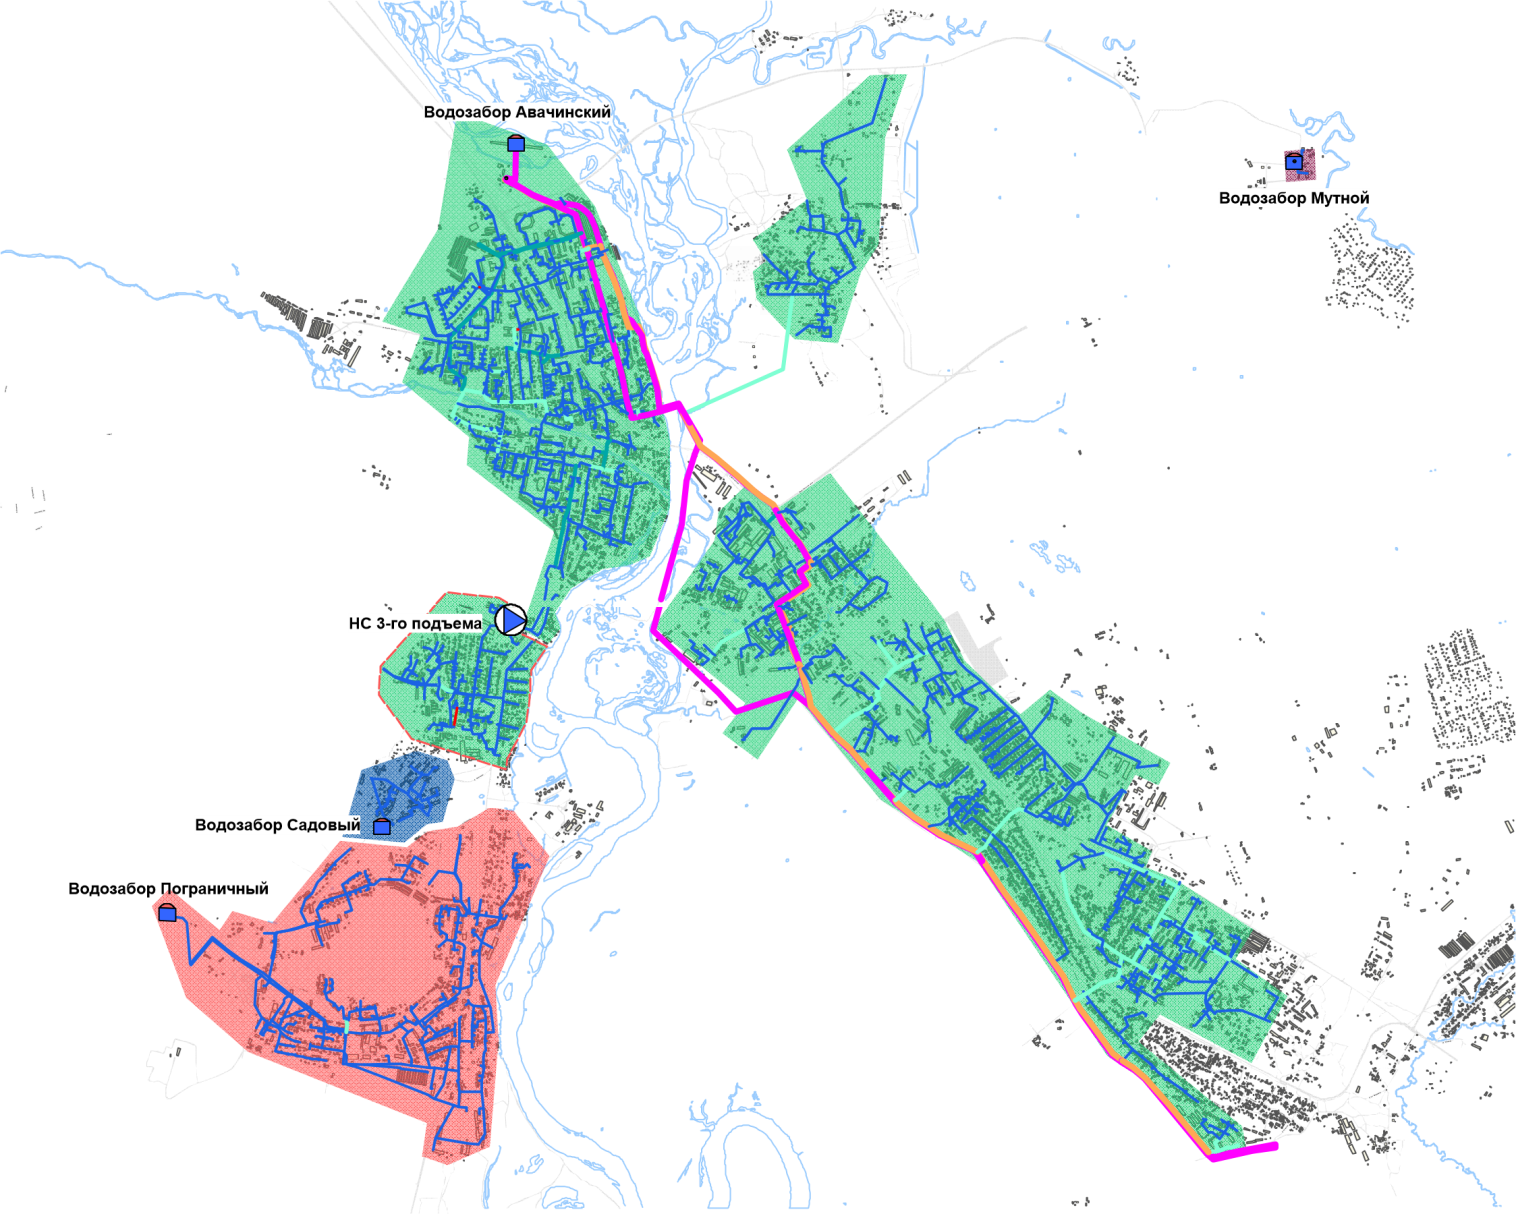 Водозабор Авачинский
Водозабор Мутной
НС 3-го подъема
Водозабор Садовый
Водозабор Пограничный